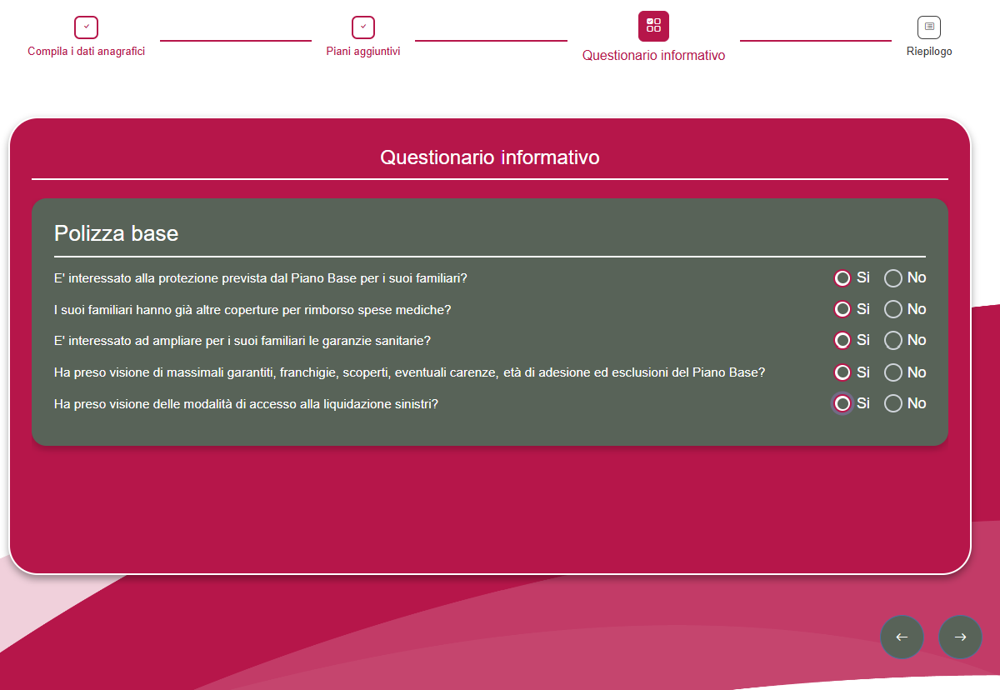 Compila i dati anagrafici
Piani aggiuntivi
Questionario informativo
Riepilogo
Questionario informativo
Polizza base
E' interessato alla protezione prevista dal Piano Base per i suoi familiari? Si No
I suoi familiari hanno già altre coperture per rimborso spese mediche? Si No
E' interessato ad ampliare per i suoi familiari le garanzie sanitarie? Si No
Ha preso visione di massimali garantiti, franchigie, scoperti, eventuali carenze, età di adesione ed esclusioni del Piano Base? Si No
Ha preso visione delle modalità di accesso alla liquidazione sinistri? Si No